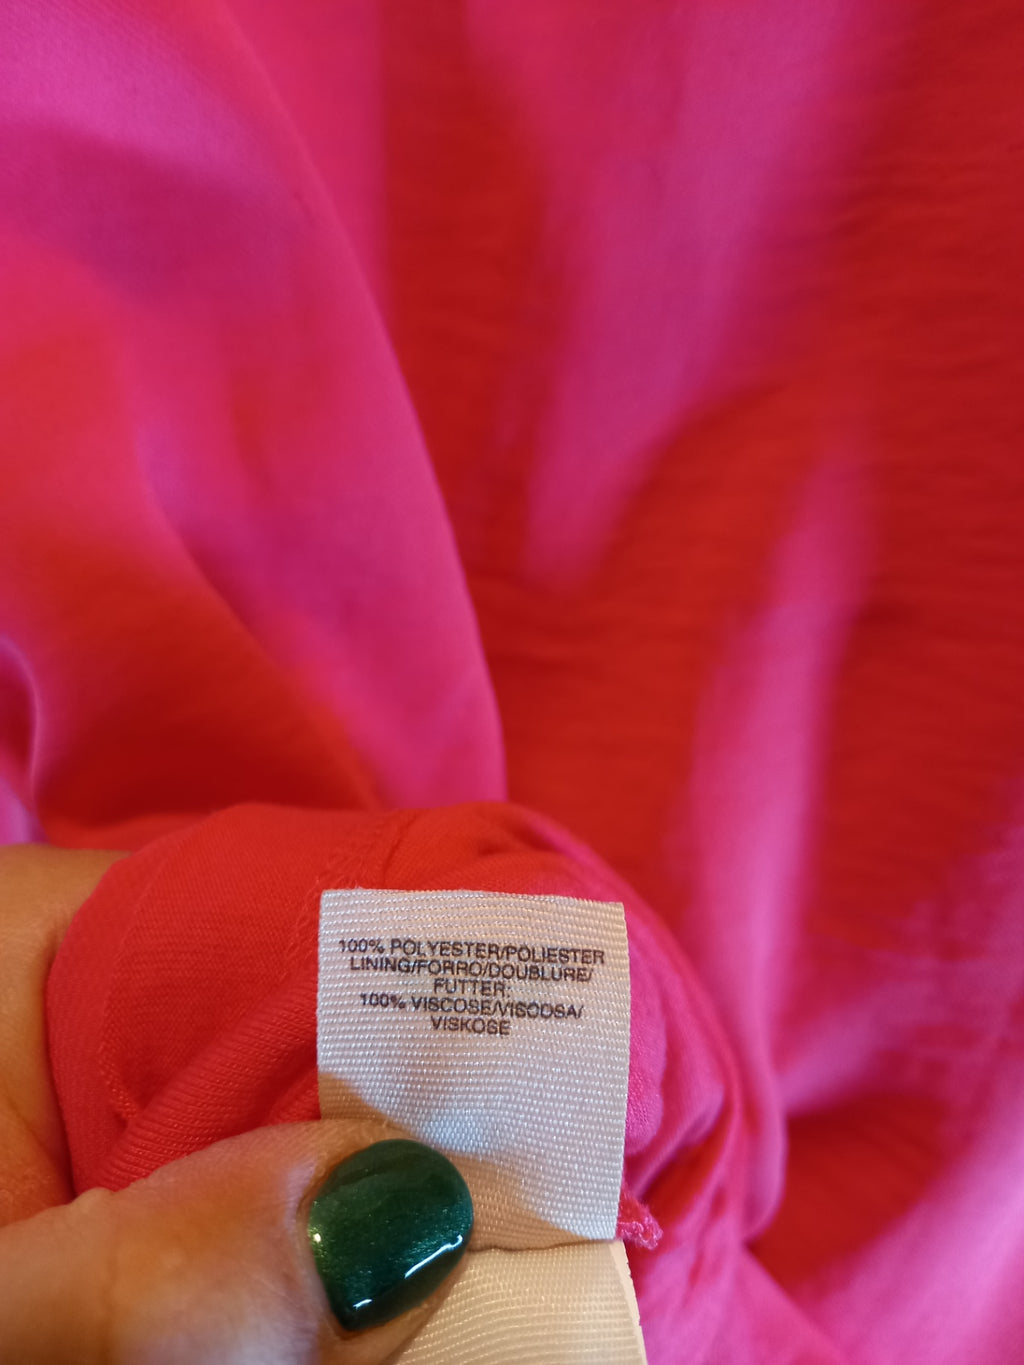 100% POLYESTER/POLIESTER
LINING/FORRO/DOUBLURE/
FUTTER:
100% VISCOSE/VISCOSA/
VISKOSE